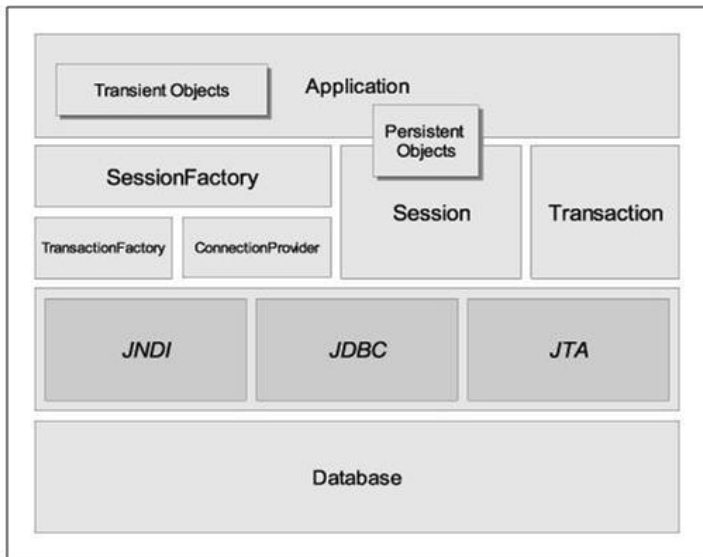 Transient Objects
Application
Persistent
Objects
SessionFactory
Session
Transaction
TransactionFactory
ConnectionProvider
JNDI
JDBC
JTA
Database